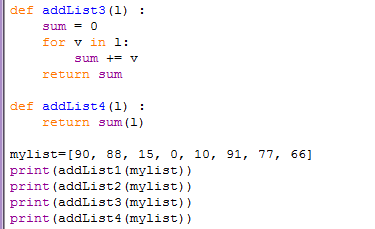 def addList3(l) :
    sum = 0
    for v in l:
        sum += v
    return sum

def addList4(l) :
    return sum(l)

mylist=[90, 88, 15, 0, 10, 91, 77, 66]
print(addList1(mylist))
print(addList2(mylist))
print(addList3(mylist))
print(addList4(mylist))